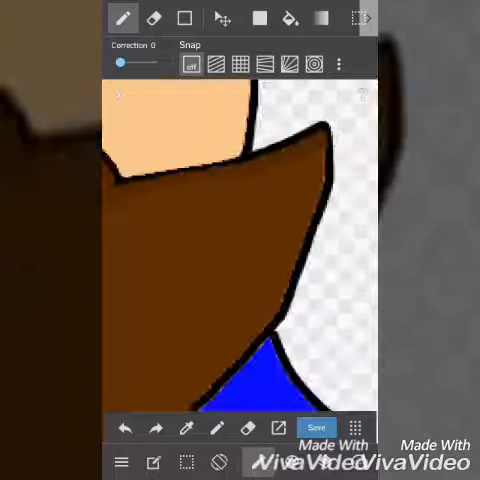 Correction 0
Snap
off
Save
Made With
VivaVideo
Made With
VivaVideo